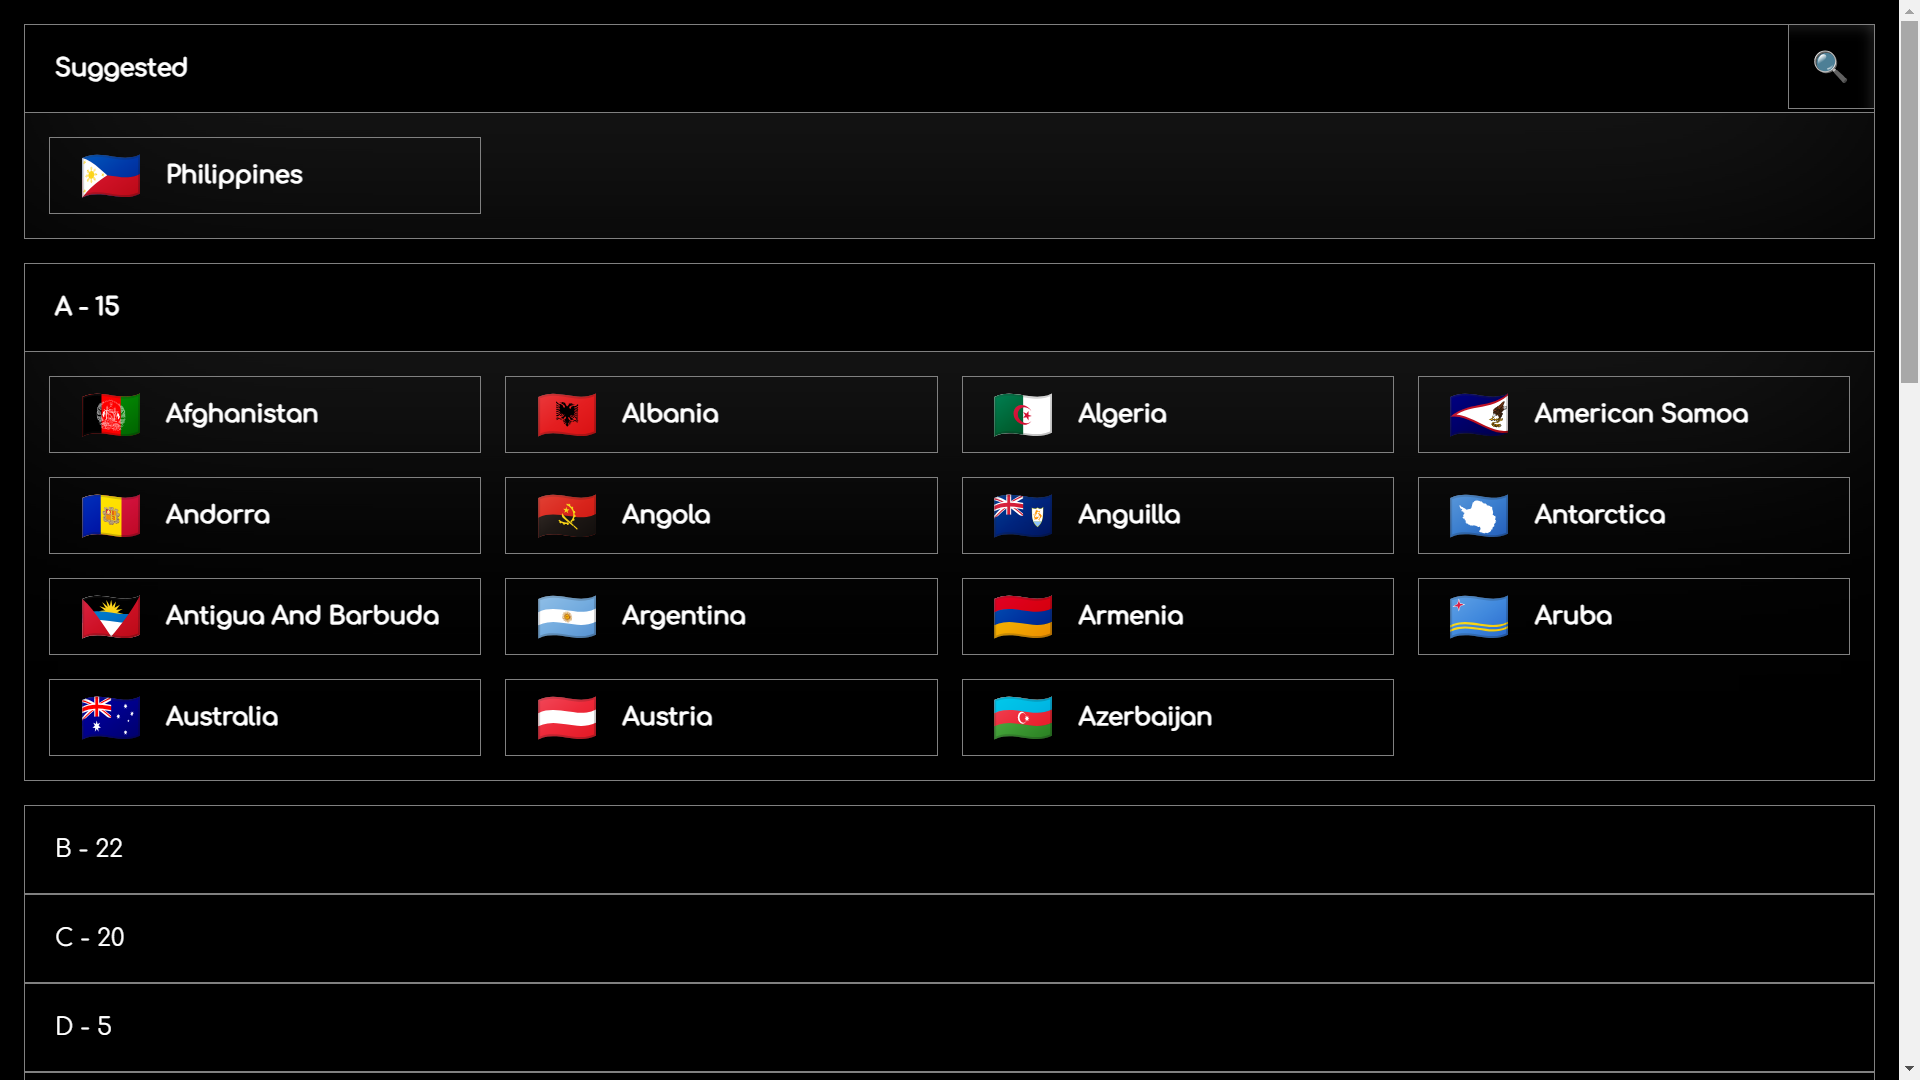 Suggested
Philippines
A - 15
Afghanistan
Albania
Algeria
American Samoa
Andorra
Angola
Anguilla
Antarctica
Antigua And Barbuda
Argentina
Armenia
Aruba
Australia
Austria
Azerbaijan
B - 22
C - 20
D - 5